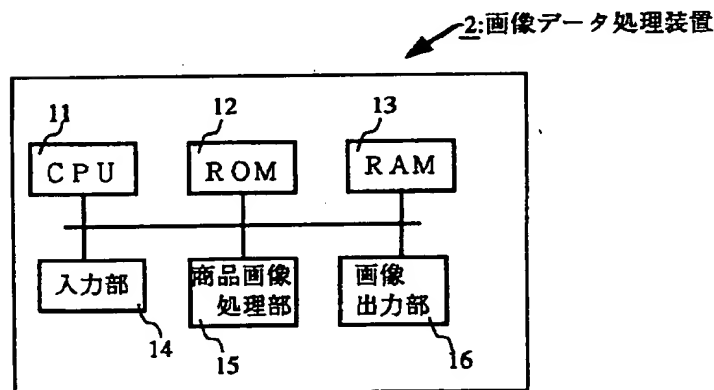 2:画像データ処理装置
11
12
13
CPU
ROM
RAM
入力部
商品画像
処理部
画像
出力部
14
15
16